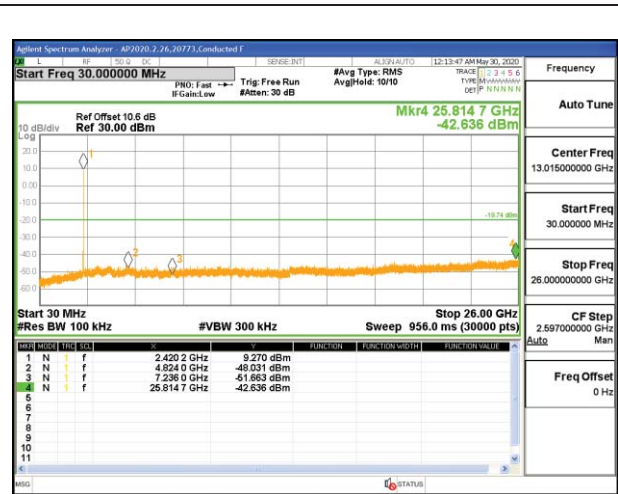 Agilent Spectrum Analyzer - AP2020.2.26,20773,Conducted F
L RF 50 Ω DC SENSE:INT ALIGNAUTO 12:13:47 AM May 30, 2020
Start Freq 30.000000 MHz
PNO: Fast
IFGain:Low
Trig: Free Run
#Atten: 30 dB
#Avg Type: RMS
Avg|Hold: 10/10
TRACE 1 2 3 4 5 6
TYPE
DET P N N N N N
Ref Offset 10.6 dB
Ref 30.00 dBm
10 dB/div
Log
Mkr4 25.814 7 GHz
-42.636 dBm
20.0
10.0
0.00
-10.0
-20.0
-30.0
-40.0
-50.0
-60.0
1
2
3
4
-19.74 dBm
Start 30 MHz
#Res BW 100 kHz
#VBW 300 kHz
Stop 26.00 GHz
Sweep 956.0 ms (30000 pts)
MKR MODE TRC SCL X Y FUNCTION FUNCTION WIDTH FUNCTION VALUE
1 N 1 f 2.420 2 GHz 9.270 dBm
2 N 1 f 4.824 0 GHz -48.031 dBm
3 N 1 f 7.236 0 GHz -51.663 dBm
4 N 1 f 25.814 7 GHz -42.636 dBm
5
6
7
8
9
10
11
MSG
STATUS
Frequency
Auto Tune
Center Freq
13.015000000 GHz
Start Freq
30.000000 MHz
Stop Freq
26.000000000 GHz
CF Step
2.597000000 GHz
Auto Man
Freq Offset
0 Hz